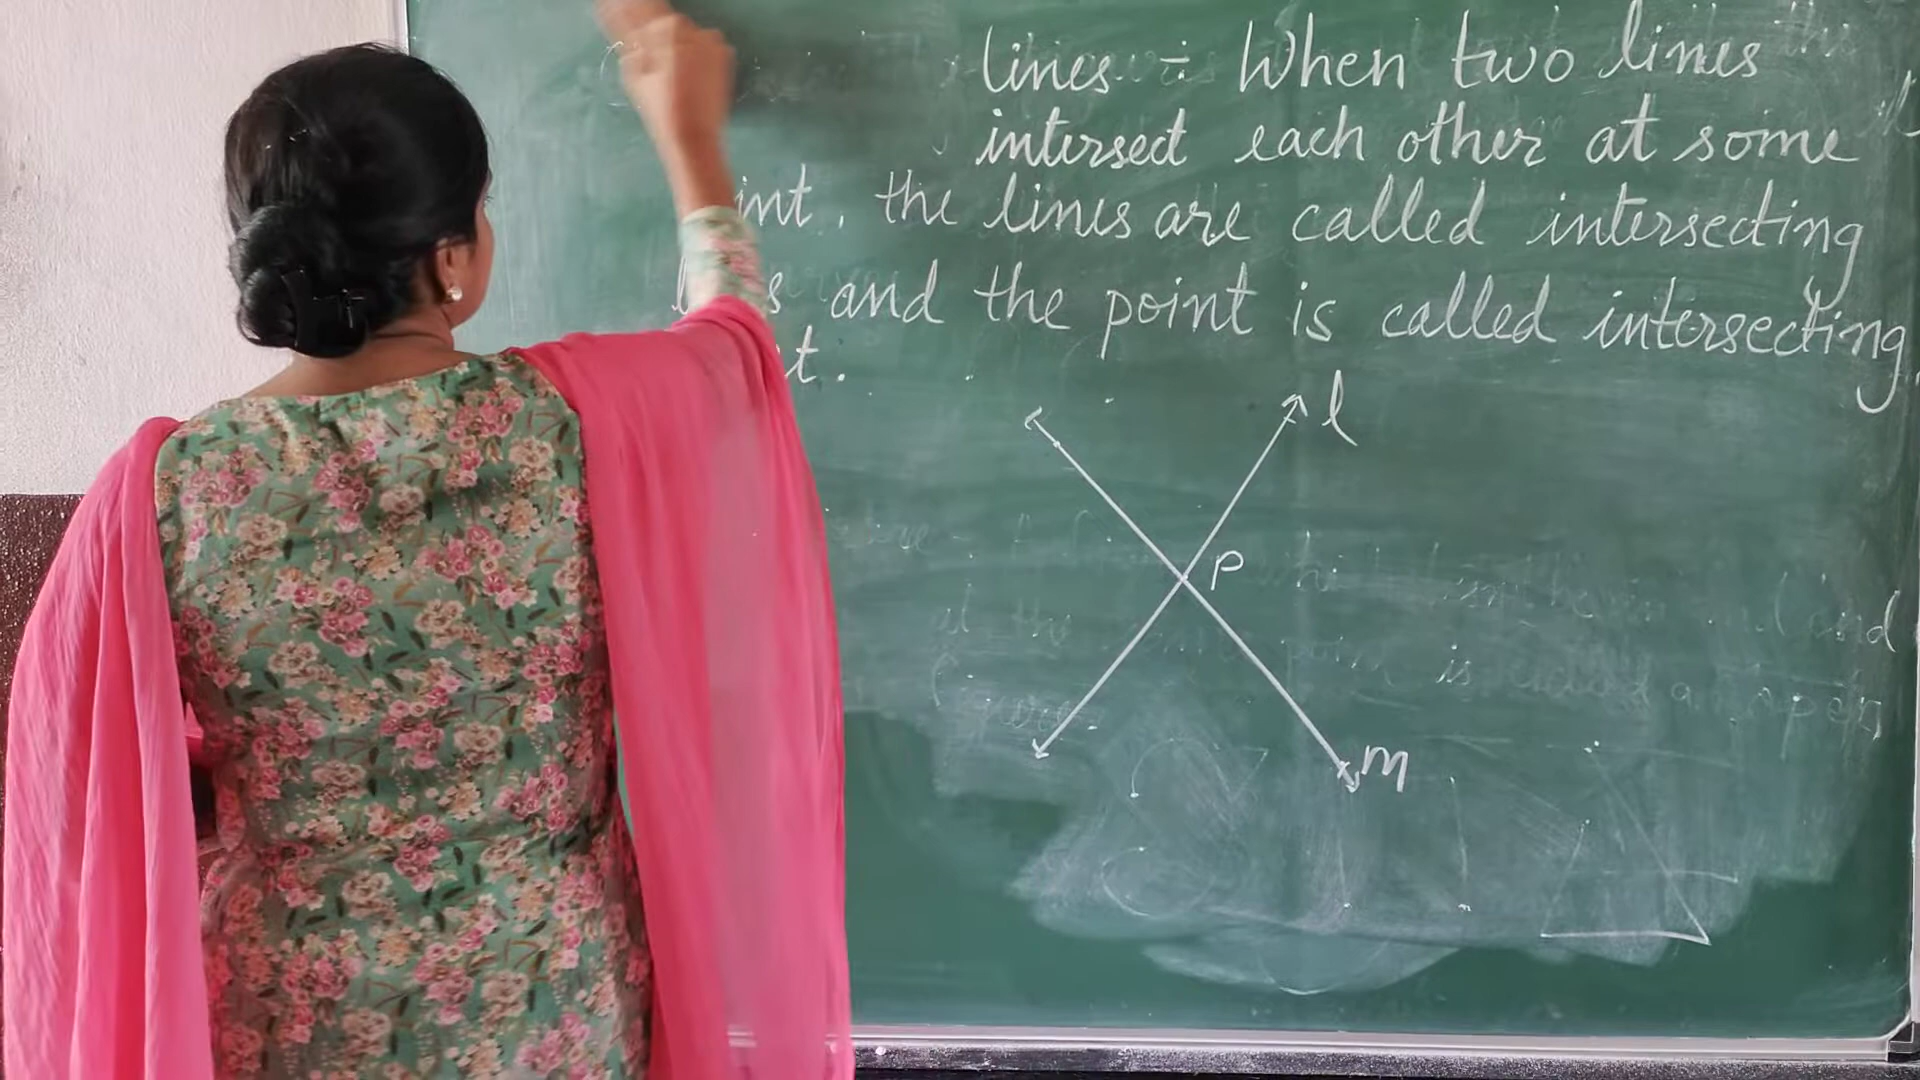 lines ÷ When two lines
intersect each other at some
int, the lines are called intersecting
s and the point is called intersecting
t.
l
P
m